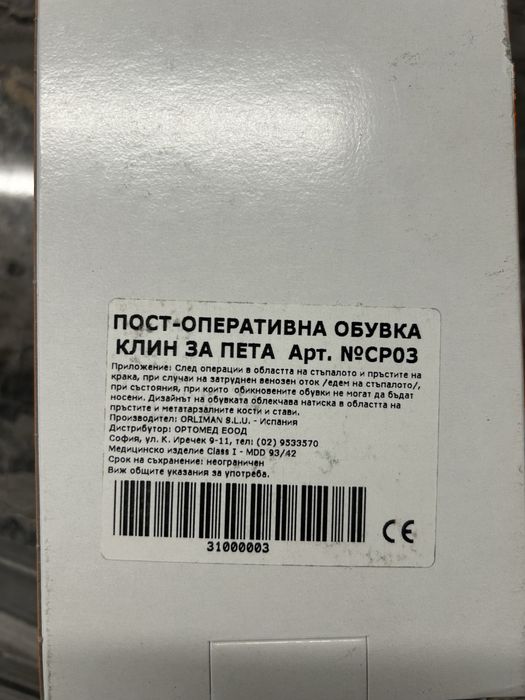 ПОСТ-ОПЕРАТИВНА ОБУВКА
КЛИН ЗА ПЕТА Арт. №CP03
Приложение: След операции в областта на стъпалото и пръстите на
крака, при случаи на затруднен венозен оток /едем на стъпалото/,
при състояния, при които обикновените обувки не могат да бъдат
носени. Дизайнът на обувката облекчава натиска в областта на
пръстите и метатарзалните кости и стави.
Производител: ORLIMAN S.L.U. - Испания
Дистрибутор: ОРТОМЕД ЕООД
София, ул. К. Иречек 9-11, тел: (02) 9533570
Медицинско изделие Class I - MDD 93/42
Срок на съхранение: неограничен
Виж общите указания за употреба.
31000003
CE